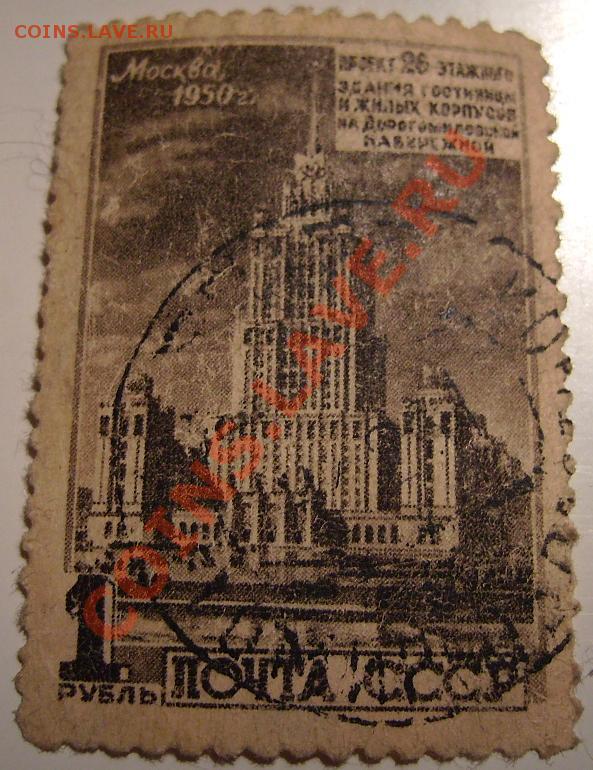 COINS.LAVE.RU
Москва,
1950 г.
ПРОЕКТ 26 ЭТАЖНОГО
ЗДАНИЯ ГОСТИНИЦЫ
И ЖИЛЫХ КОРПУСОВ
НА ДОРОГОМИЛОВСКОЙ
НАБЕРЕЖНОЙ
COINS.LAVE.RU
1
РУБЛЬ
ПОЧТА СССР